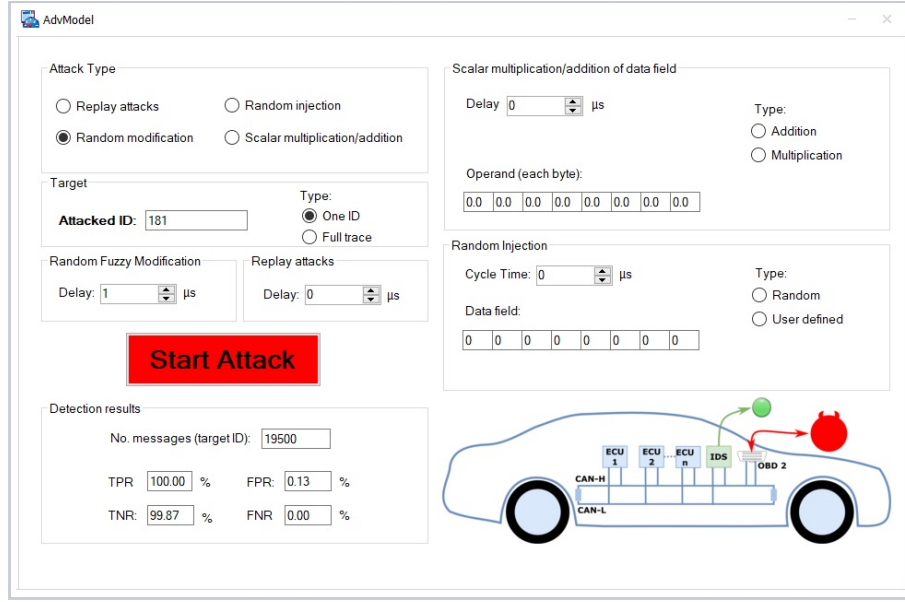 AdvModel
Attack Type
Replay attacks
Random injection
Random modification
Scalar multiplication/addition
Target
Attacked ID: 181
Type:
One ID
Full trace
Random Fuzzy Modification
Delay: 1 µs
Replay attacks
Delay: 0 µs
Start Attack
Detection results
No. messages (target ID): 19500
TPR 100.00 % FPR: 0.13 %
TNR: 99.87 % FNR 0.00 %
Scalar multiplication/addition of data field
Delay 0 µs
Type:
Addition
Multiplication
Operand (each byte):
0.0 0.0 0.0 0.0 0.0 0.0 0.0 0.0
Random Injection
Cycle Time: 0 µs
Type:
Random
User defined
Data field:
0 0 0 0 0 0 0 0
ECU 1
ECU 2
....
ECU n
IDS
OBD 2
CAN-H
CAN-L